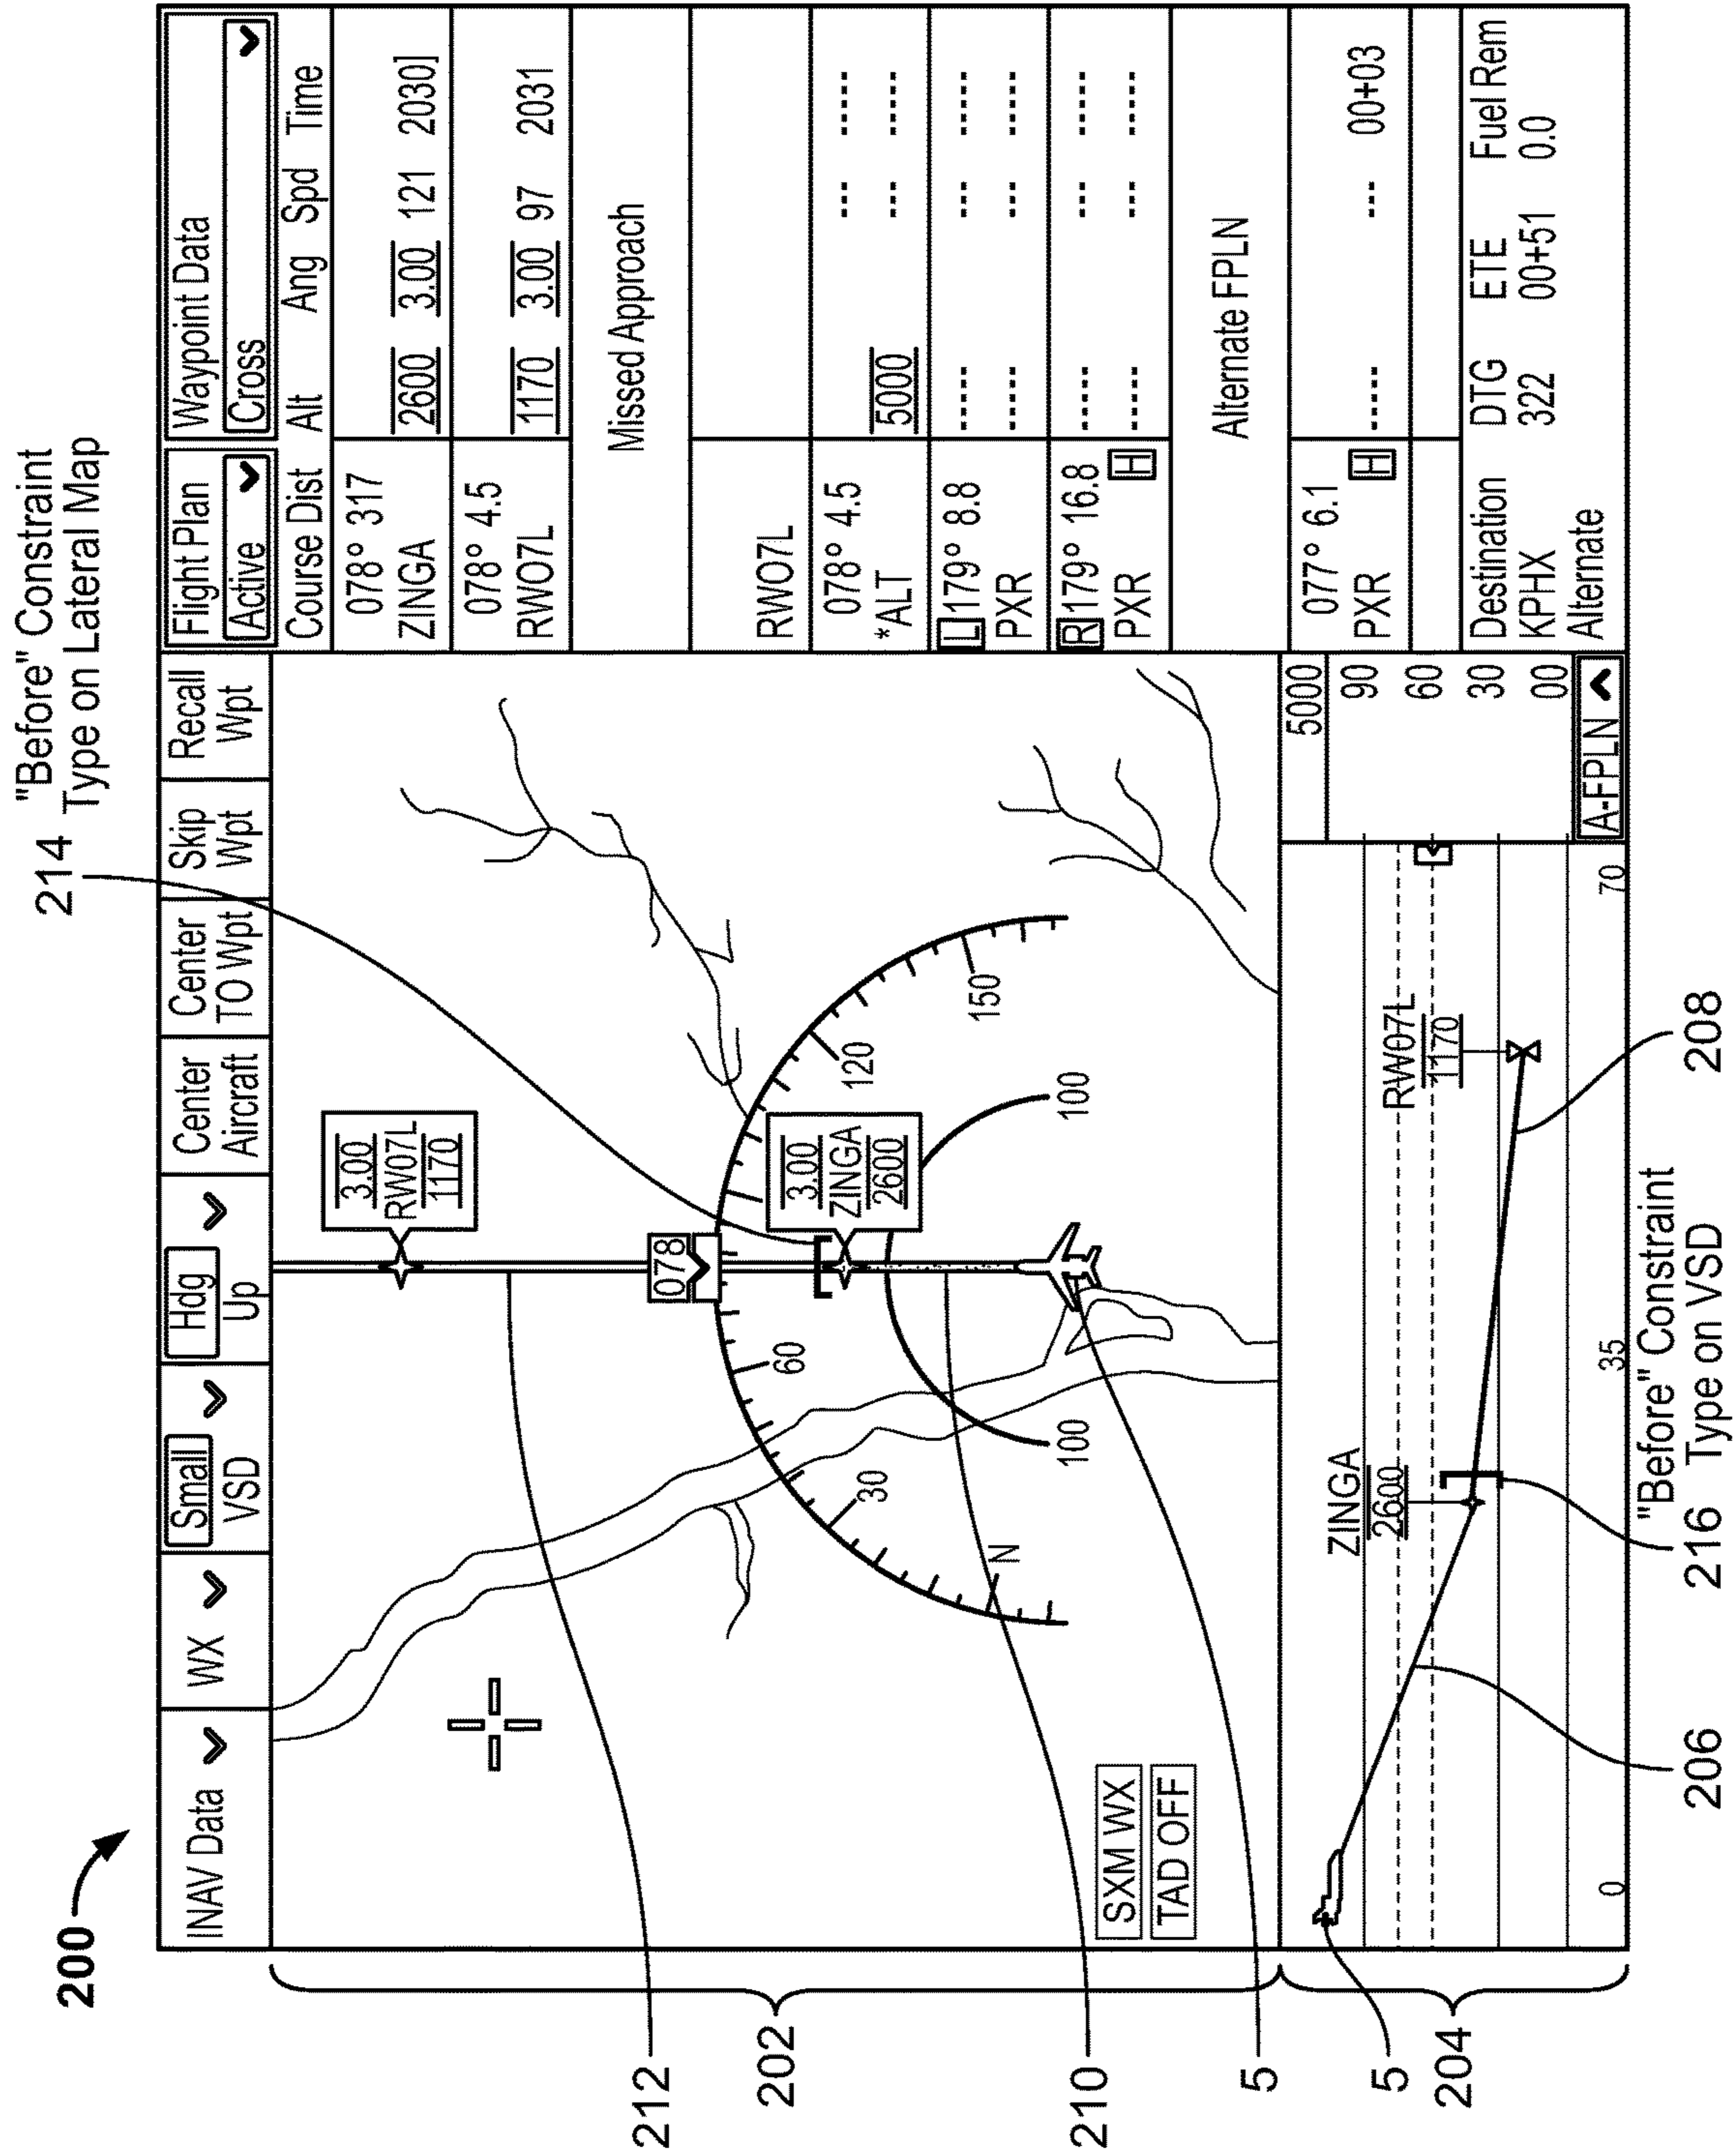 200
214
"Before" Constraint
Type on Lateral Map
INAV Data
WX
Small
VSD
Hdg
Up
Center
Aircraft
Center
TO Wpt
Skip
Wpt
Recall
Wpt
Flight Plan
Active
Waypoint Data
Cross
Course Dist Alt Ang Spd Time
078° 317
ZINGA 2600 3.00 121 2030]
078° 4.5
RWO7L 1170 3.00 97 2031
Missed Approach
RWO7L
078° 4.5 --- -----
*ALT 5000 --- -----
L 179° 8.8 ----- --- -----
PXR ----- --- -----
R 179° 16.8 ----- --- -----
PXR H ----- --- -----
Alternate FPLN
077° 6.1
PXR H ----- --- 00+03
Destination DTG ETE Fuel Rem
KPHX 322 00+51 0.0
Alternate
3.00
RW07L
1170
078
3.00
ZINGA
2600
N
30
60
120
150
100
100
SXM WX
TAD OFF
5000
90
60
30
00
A-FPLN
ZINGA
2600
RW07L
1170
0
35
70
212
202
210
5
5
204
206
216
"Before" Constraint
Type on VSD
208